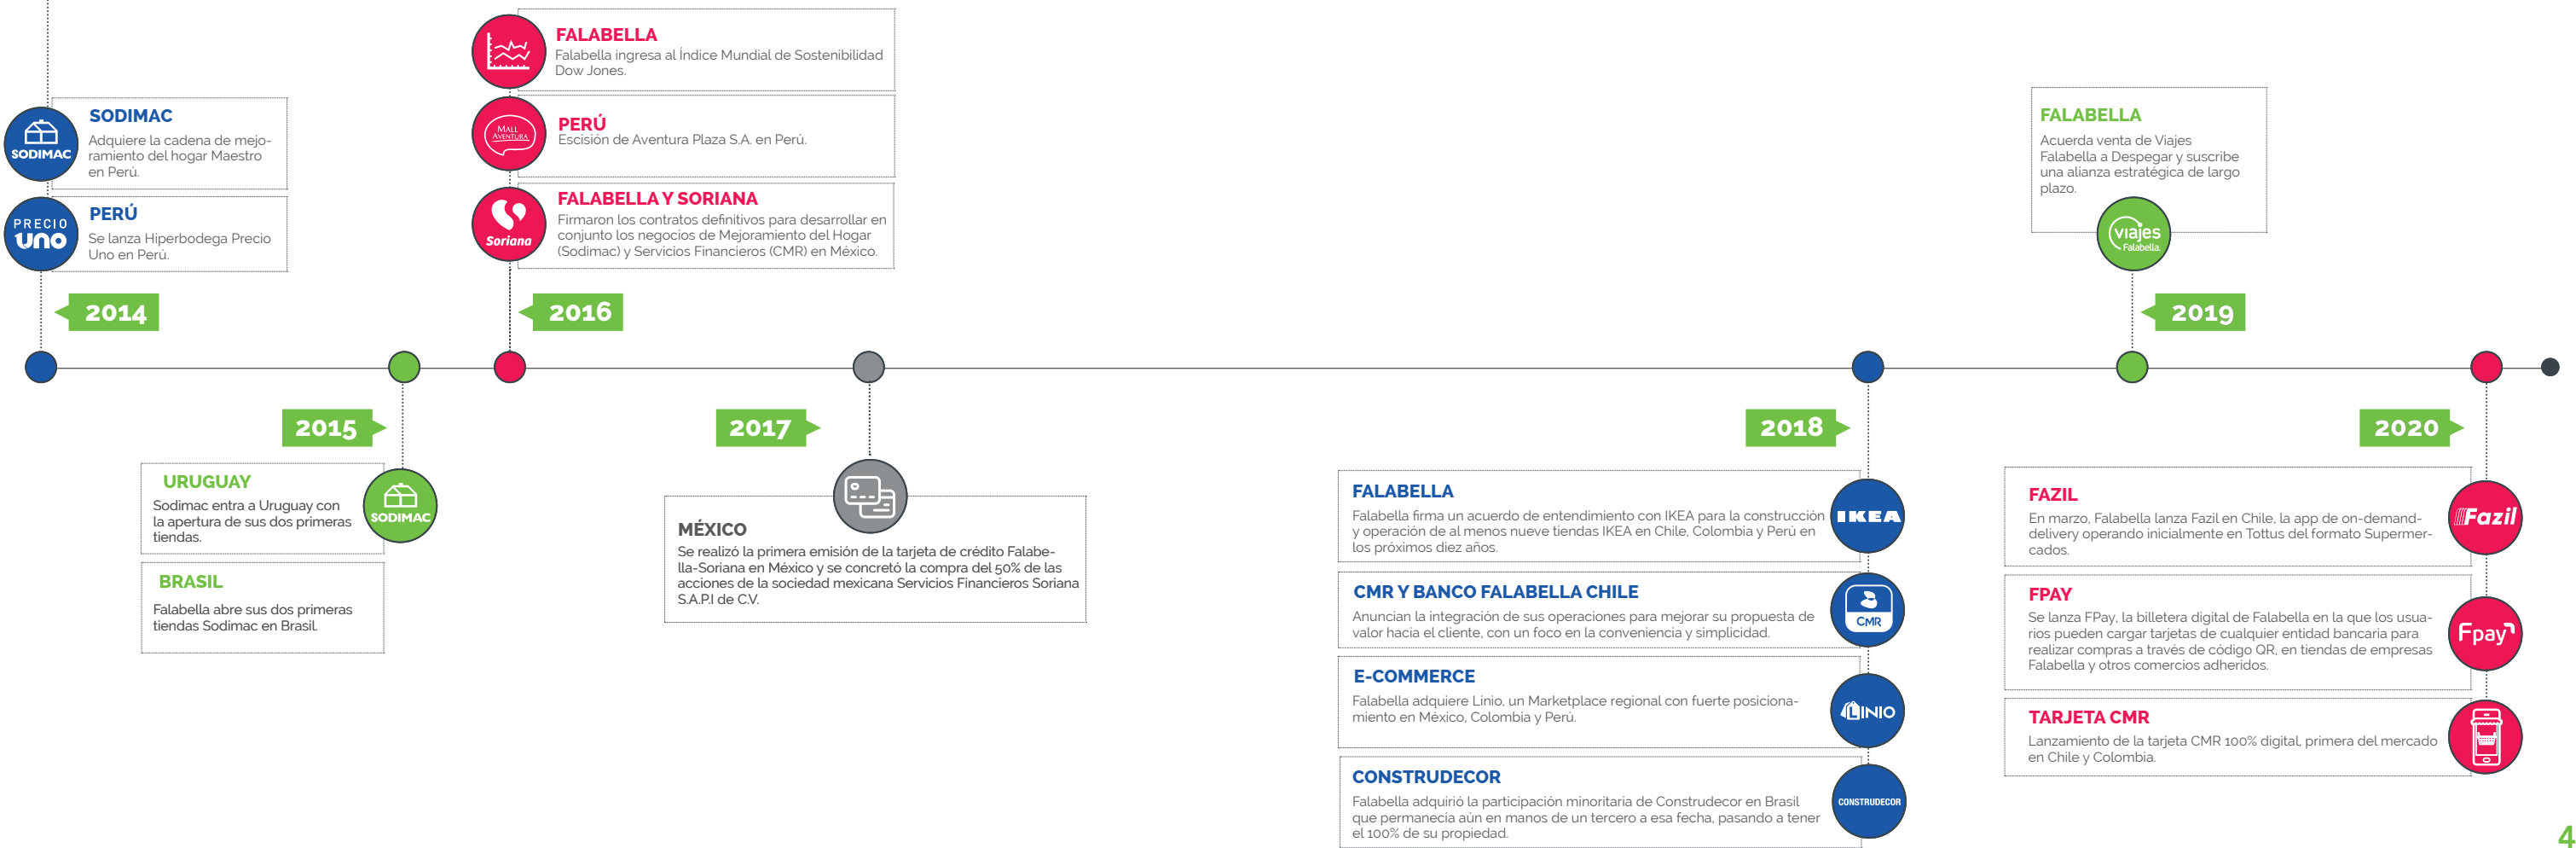 SODIMAC
SODIMAC
Adquiere la cadena de mejo-
ramiento del hogar Maestro
en Perú.
PRECIO
uno
PERÚ
Se lanza Hiperbodega Precio
Uno en Perú.
2014
URUGUAY
Sodimac entra a Uruguay con
la apertura de sus dos primeras
tiendas.
SODIMAC
BRASIL
Falabella abre sus dos primeras
tiendas Sodimac en Brasil.
2015
FALABELLA
Falabella ingresa al Índice Mundial de Sostenibilidad
Dow Jones.
MALL
AVENTURA
PERÚ
Escisión de Aventura Plaza S.A. en Perú.
Soriana
FALABELLA Y SORIANA
Firmaron los contratos definitivos para desarrollar en
conjunto los negocios de Mejoramiento del Hogar
(Sodimac) y Servicios Financieros (CMR) en México.
2016
2017
MÉXICO
Se realizó la primera emisión de la tarjeta de crédito Falabe-
lla-Soriana en México y se concretó la compra del 50% de las
acciones de la sociedad mexicana Servicios Financieros Soriana
S.A.P.I de C.V.
2018
FALABELLA
Falabella firma un acuerdo de entendimiento con IKEA para la construcción
y operación de al menos nueve tiendas IKEA en Chile, Colombia y Perú en
los próximos diez años.
IKEA
CMR Y BANCO FALABELLA CHILE
Anuncian la integración de sus operaciones para mejorar su propuesta de
valor hacia el cliente, con un foco en la conveniencia y simplicidad.
CMR
E-COMMERCE
Falabella adquiere Linio, un Marketplace regional con fuerte posiciona-
miento en México, Colombia y Perú.
LINIO
CONSTRUDECOR
Falabella adquirió la participación minoritaria de Construdecor en Brasil
que permanecía aún en manos de un tercero a esa fecha, pasando a tener
el 100% de su propiedad.
CONSTRUDECOR
FALABELLA
Acuerda venta de Viajes
Falabella a Despegar y suscribe
una alianza estratégica de largo
plazo.
viajes
Falabella.
2019
2020
FAZIL
En marzo, Falabella lanza Fazil en Chile, la app de on-demand-
delivery operando inicialmente en Tottus del formato Supermer-
cados.
Fazil
FPAY
Se lanza FPay, la billetera digital de Falabella en la que los usua-
rios pueden cargar tarjetas de cualquier entidad bancaria para
realizar compras a través de código QR, en tiendas de empresas
Falabella y otros comercios adheridos.
Fpay
TARJETA CMR
Lanzamiento de la tarjeta CMR 100% digital, primera del mercado
en Chile y Colombia.
4